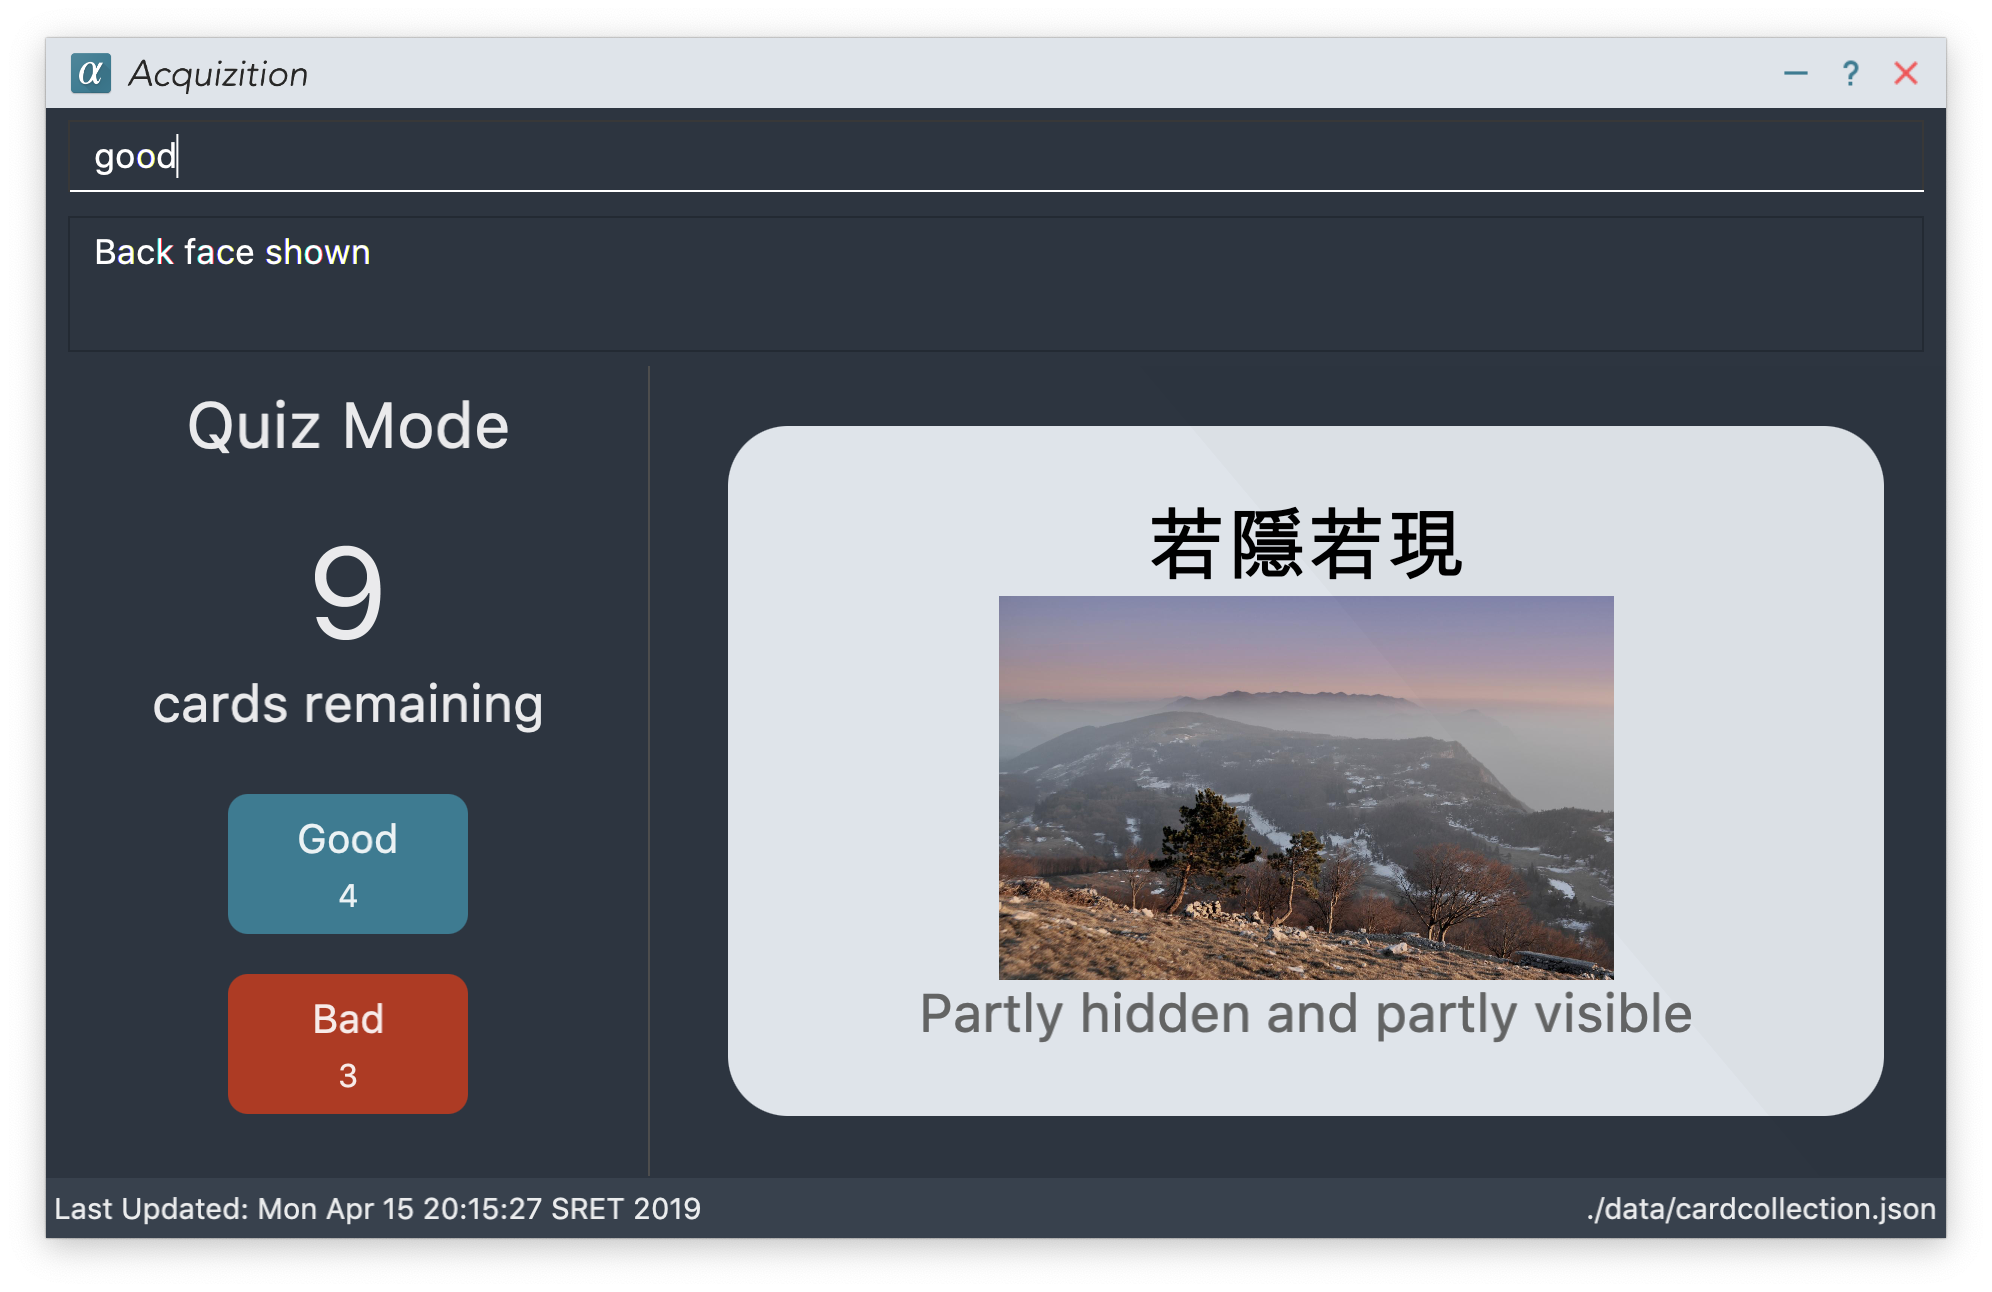 α Acquizition
— ? ×
good
Back face shown
Quiz Mode
9
cards remaining
Good
4
Bad
3
若隱若現
Partly hidden and partly visible
Last Updated: Mon Apr 15 20:15:27 SRET 2019
./data/cardcollection.json